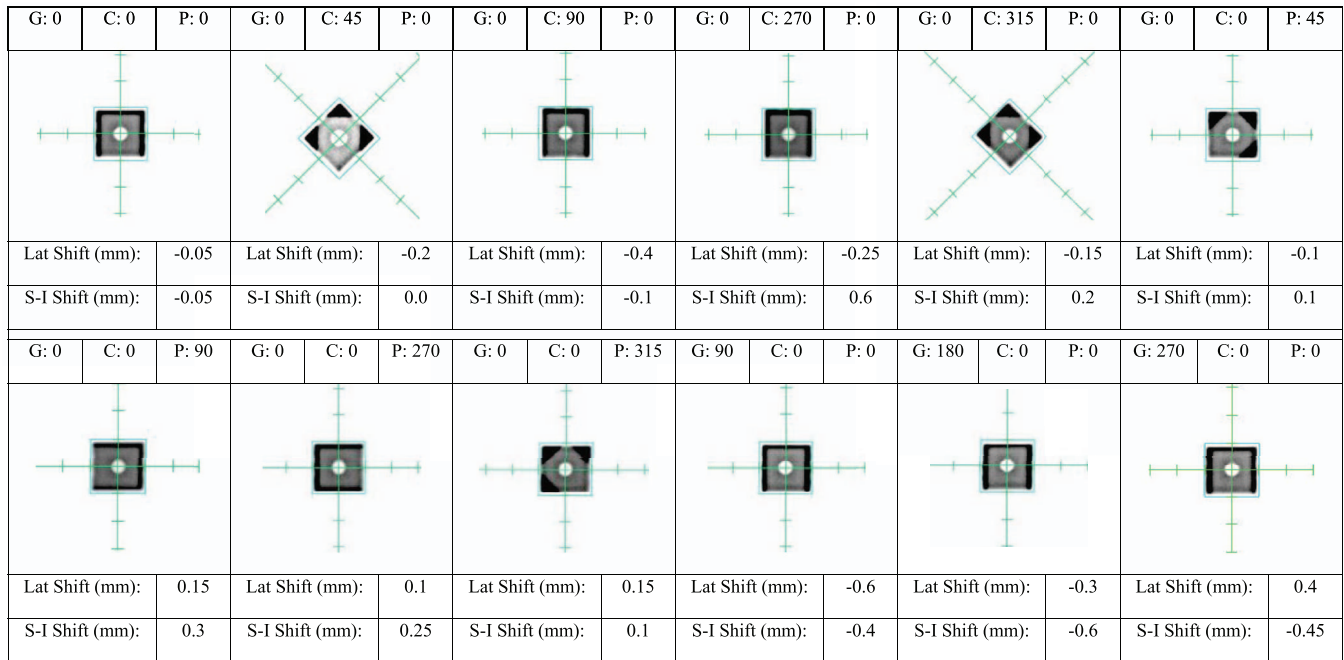 G: 0 C: 0 P: 0 G: 0 C: 45 P: 0 G: 0 C: 90 P: 0 G: 0 C: 270 P: 0 G: 0 C: 315 P: 0 G: 0 C: 0 P: 45
Lat Shift (mm): -0.05 Lat Shift (mm): -0.2 Lat Shift (mm): -0.4 Lat Shift (mm): -0.25 Lat Shift (mm): -0.15 Lat Shift (mm): -0.1
S-I Shift (mm): -0.05 S-I Shift (mm): 0.0 S-I Shift (mm): -0.1 S-I Shift (mm): 0.6 S-I Shift (mm): 0.2 S-I Shift (mm): 0.1
G: 0 C: 0 P: 90 G: 0 C: 0 P: 270 G: 0 C: 0 P: 315 G: 90 C: 0 P: 0 G: 180 C: 0 P: 0 G: 270 C: 0 P: 0
Lat Shift (mm): 0.15 Lat Shift (mm): 0.1 Lat Shift (mm): 0.15 Lat Shift (mm): -0.6 Lat Shift (mm): -0.3 Lat Shift (mm): 0.4
S-I Shift (mm): 0.3 S-I Shift (mm): 0.25 S-I Shift (mm): 0.1 S-I Shift (mm): -0.4 S-I Shift (mm): -0.6 S-I Shift (mm): -0.45